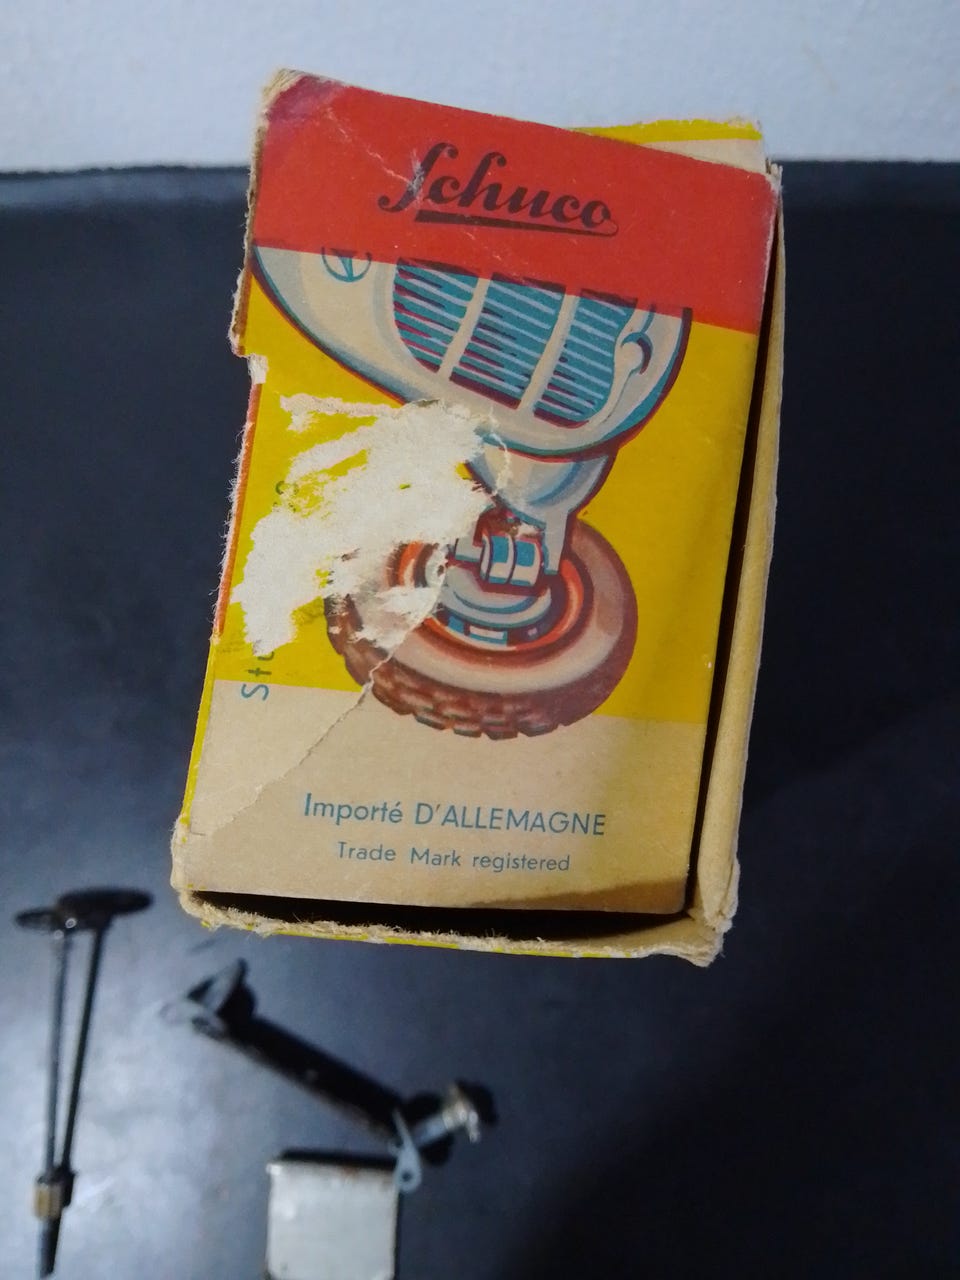 Schuco
Importé D'ALLEMAGNE
Trade Mark registered